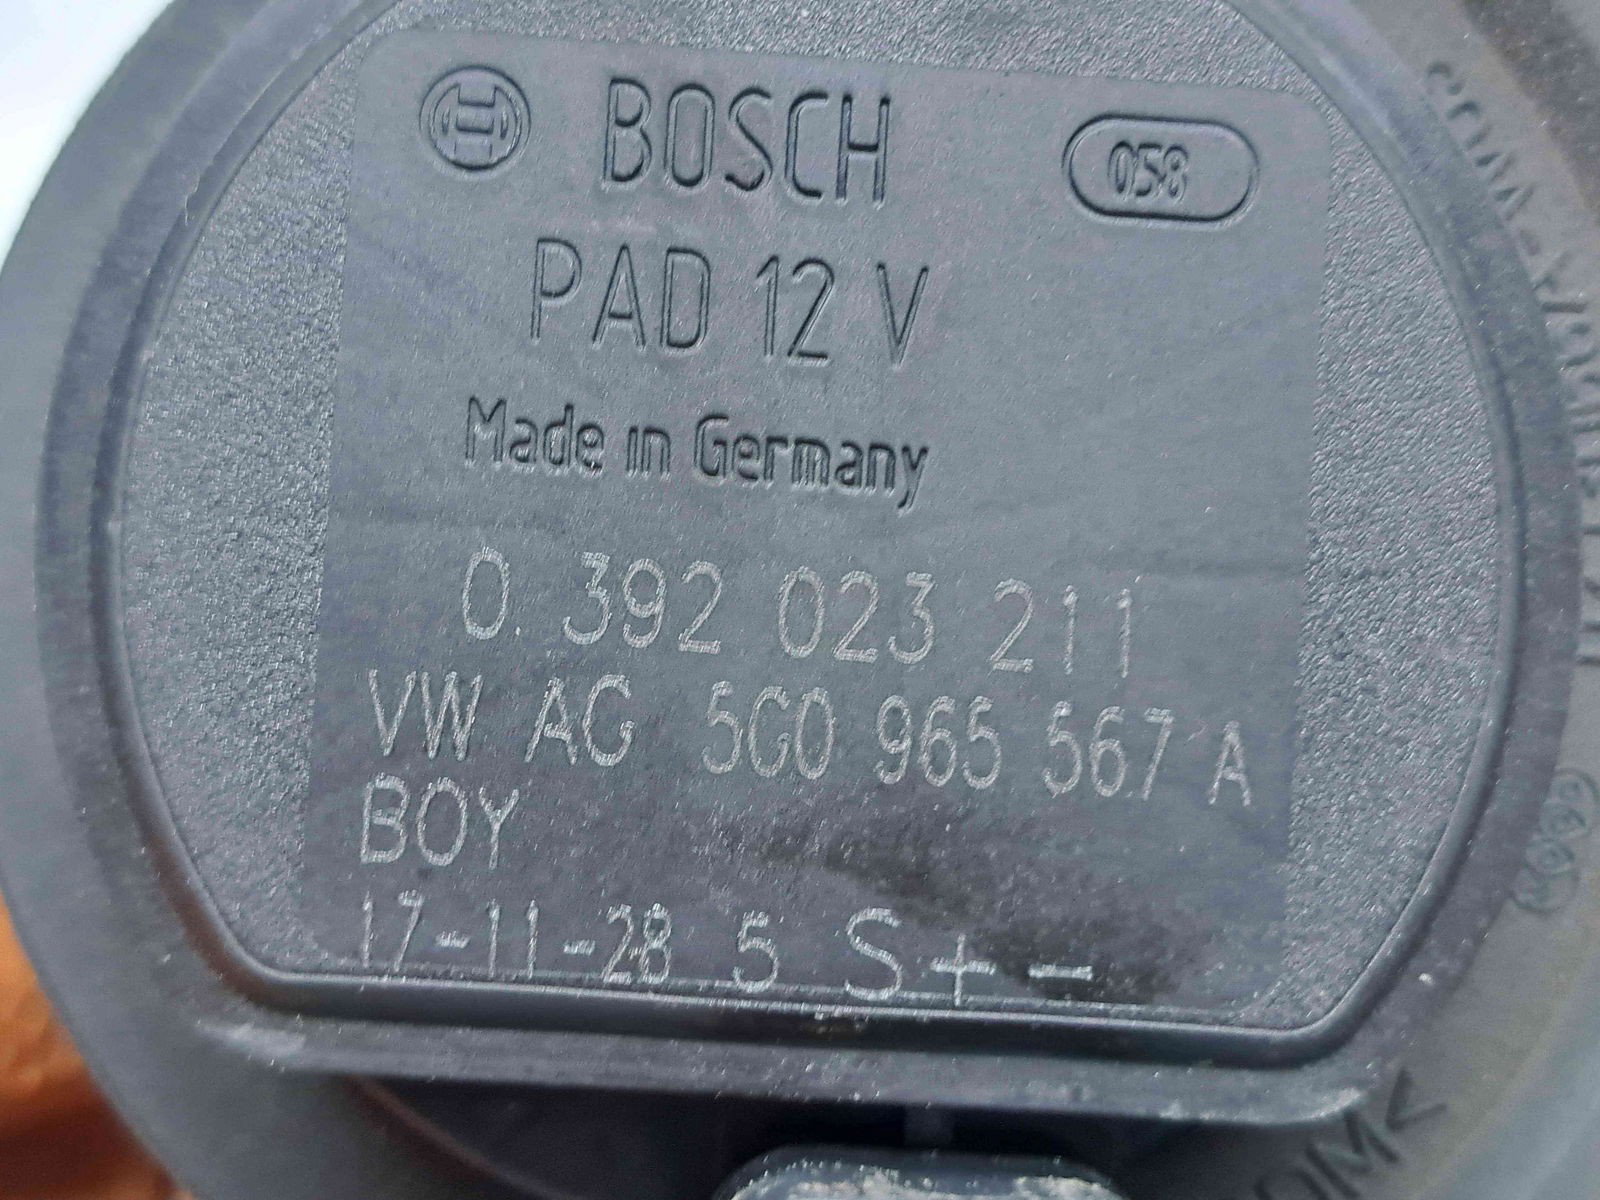 BOSCH 058
PAD 12 V
Made in Germany
0 392 023 211
VW AG 5G0 965 567 A
BOY
17-11-28 5 S + -